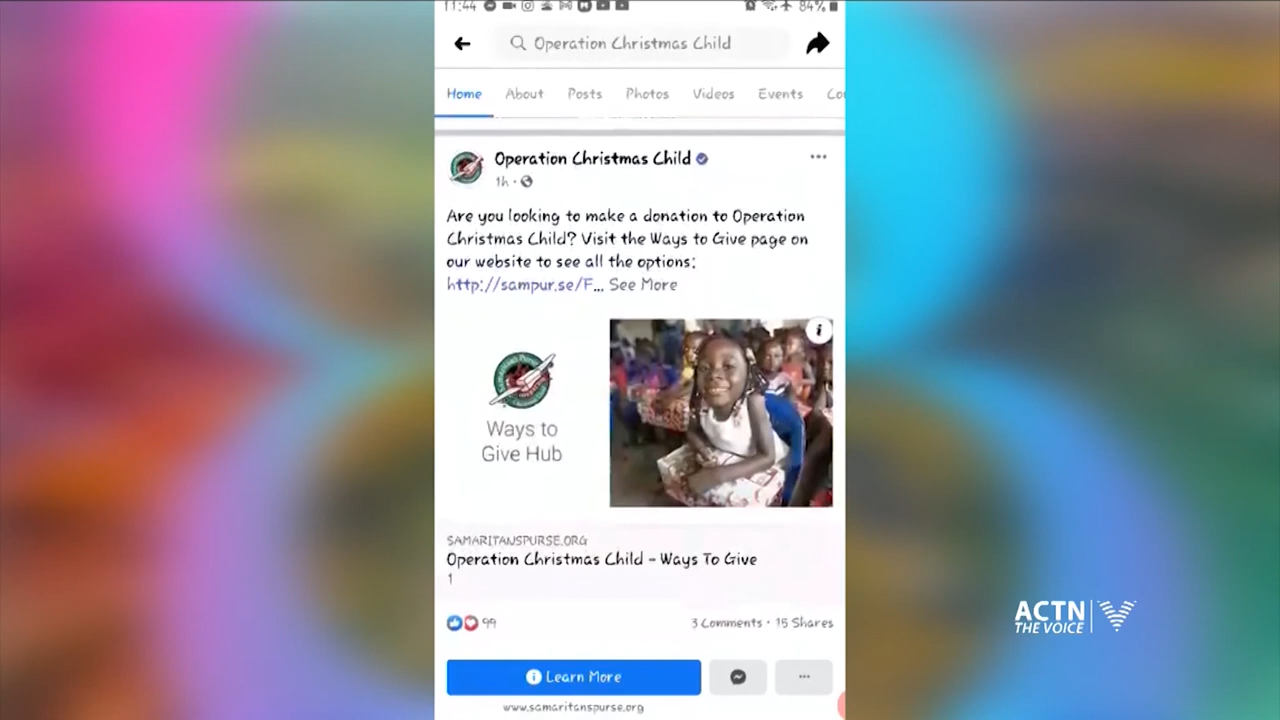 11:44
84%
Operation Christmas Child
Home About Posts Photos Videos Events Co
Operation Christmas Child
1h ·
Are you looking to make a donation to Operation
Christmas Child? Visit the Ways to Give page on
our website to see all the options:
http://sampur.se/F... See More
Ways to
Give Hub
SAMARITANSPURSE.ORG
Operation Christmas Child - Ways To Give
1
99
3 Comments · 15 Shares
Learn More
www.samaritanspurse.org
ACTN
THE VOICE